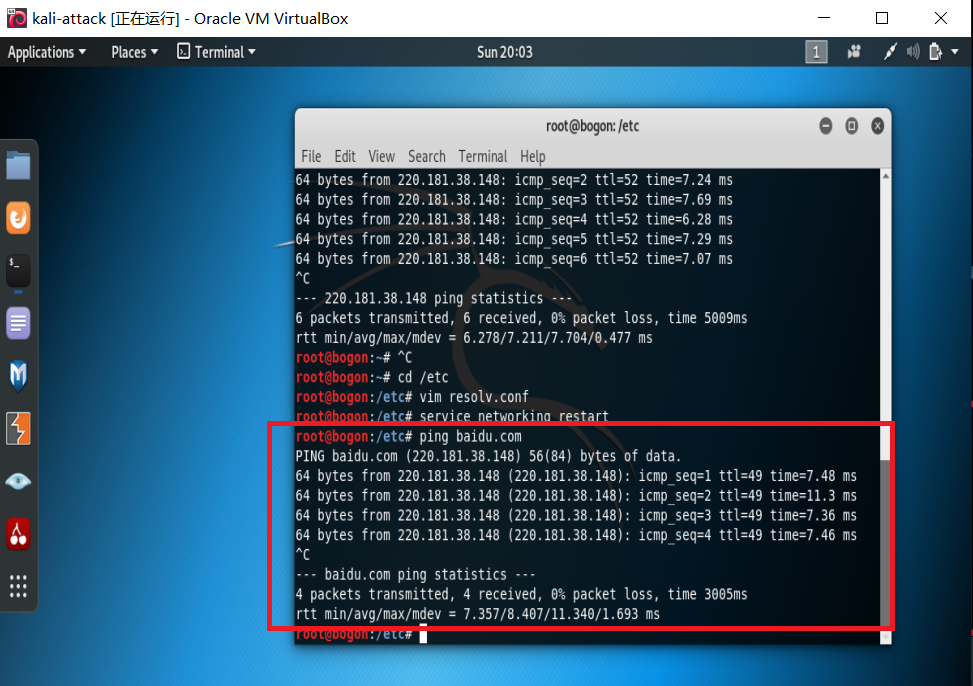 kali-attack [正在运行] - Oracle VM VirtualBox
Applications Places Terminal Sun 20:03 1
root@bogon: /etc
File Edit View Search Terminal Help
64 bytes from 220.181.38.148: icmp_seq=2 ttl=52 time=7.24 ms
64 bytes from 220.181.38.148: icmp_seq=3 ttl=52 time=7.69 ms
64 bytes from 220.181.38.148: icmp_seq=4 ttl=52 time=6.28 ms
64 bytes from 220.181.38.148: icmp_seq=5 ttl=52 time=7.29 ms
64 bytes from 220.181.38.148: icmp_seq=6 ttl=52 time=7.07 ms
^C
--- 220.181.38.148 ping statistics ---
6 packets transmitted, 6 received, 0% packet loss, time 5009ms
rtt min/avg/max/mdev = 6.278/7.211/7.704/0.477 ms
root@bogon:~# ^C
root@bogon:~# cd /etc
root@bogon:/etc# vim resolv.conf
root@bogon:/etc# service networking restart
root@bogon:/etc# ping baidu.com
PING baidu.com (220.181.38.148) 56(84) bytes of data.
64 bytes from 220.181.38.148 (220.181.38.148): icmp_seq=1 ttl=49 time=7.48 ms
64 bytes from 220.181.38.148 (220.181.38.148): icmp_seq=2 ttl=49 time=11.3 ms
64 bytes from 220.181.38.148 (220.181.38.148): icmp_seq=3 ttl=49 time=7.36 ms
64 bytes from 220.181.38.148 (220.181.38.148): icmp_seq=4 ttl=49 time=7.46 ms
^C
--- baidu.com ping statistics ---
4 packets transmitted, 4 received, 0% packet loss, time 3005ms
rtt min/avg/max/mdev = 7.357/8.407/11.340/1.693 ms
root@bogon:/etc#
$_